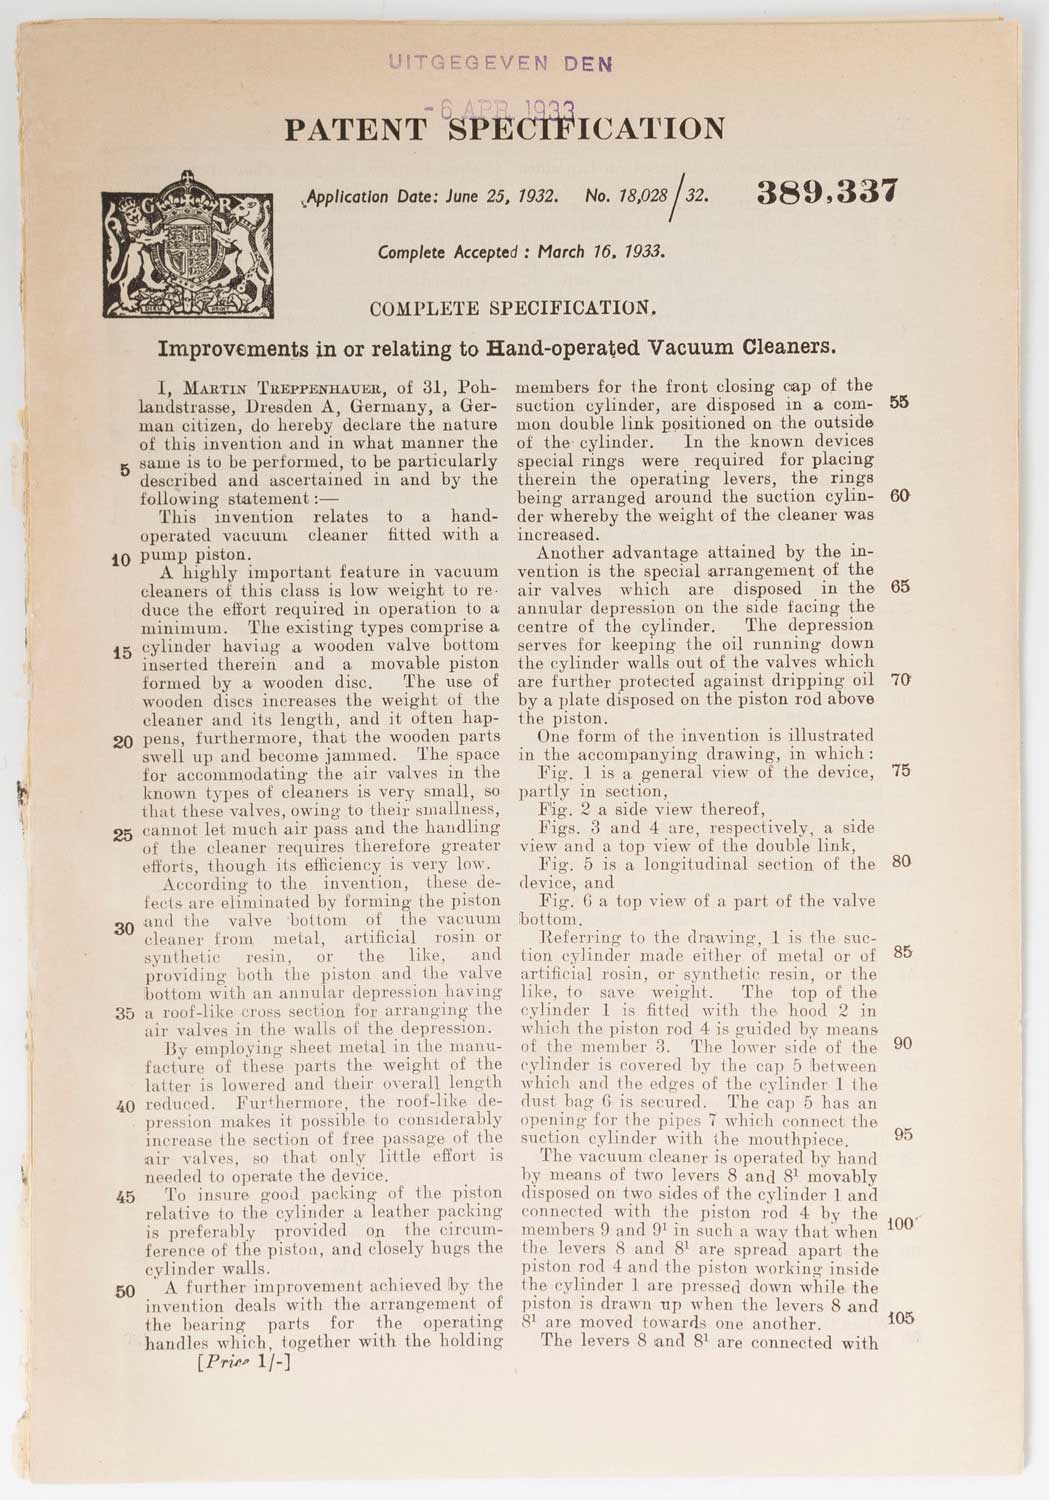 UITGEGEVEN DEN
-6 APR. 1933
PATENT SPECIFICATION
Application Date: June 25, 1932. No. 18,028/32. 389,337
Complete Accepted: March 16, 1933.
G R
DIEU DROIT
COMPLETE SPECIFICATION.
Improvements in or relating to Hand-operated Vacuum Cleaners.
I, MARTIN TREPPENHAUER, of 31, Poh-
landstrasse, Dresden A, Germany, a Ger-
man citizen, do hereby declare the nature
of this invention and in what manner the
5 same is to be performed, to be particularly
described and ascertained in and by the
following statement:—
This invention relates to a hand-
operated vacuum cleaner fitted with a
10 pump piston.
A highly important feature in vacuum
cleaners of this class is low weight to re-
duce the effort required in operation to a
minimum. The existing types comprise a
15 cylinder having a wooden valve bottom
inserted therein and a movable piston
formed by a wooden disc. The use of
wooden discs increases the weight of the
cleaner and its length, and it often hap-
20 pens, furthermore, that the wooden parts
swell up and become jammed. The space
for accommodating the air valves in the
known types of cleaners is very small, so
that these valves, owing to their smallness,
25 cannot let much air pass and the handling
of the cleaner requires therefore greater
efforts, though its efficiency is very low.
According to the invention, these de-
fects are eliminated by forming the piston
30 and the valve bottom of the vacuum
cleaner from metal, artificial rosin or
synthetic resin, or the like, and
providing both the piston and the valve
bottom with an annular depression having
35 a roof-like cross section for arranging the
air valves in the walls of the depression.
By employing sheet metal in the manu-
facture of these parts the weight of the
latter is lowered and their overall length
40 reduced. Furthermore, the roof-like de-
pression makes it possible to considerably
increase the section of free passage of the
air valves, so that only little effort is
needed to operate the device.
45 To insure good packing of the piston
relative to the cylinder a leather packing
is preferably provided on the circum-
ference of the piston, and closely hugs the
cylinder walls.
50 A further improvement achieved by the
invention deals with the arrangement of
the bearing parts for the operating
handles which, together with the holding
[Price 1/-]
members for the front closing cap of the
suction cylinder, are disposed in a com- 55
mon double link positioned on the outside
of the cylinder. In the known devices
special rings were required for placing
therein the operating levers, the rings
being arranged around the suction cylin- 60
der whereby the weight of the cleaner was
increased.
Another advantage attained by the in-
vention is the special arrangement of the
air valves which are disposed in the 65
annular depression on the side facing the
centre of the cylinder. The depression
serves for keeping the oil running down
the cylinder walls out of the valves which
are further protected against dripping oil 70
by a plate disposed on the piston rod above
the piston.
One form of the invention is illustrated
in the accompanying drawing, in which:
Fig. 1 is a general view of the device, 75
partly in section,
Fig. 2 a side view thereof,
Figs. 3 and 4 are, respectively, a side
view and a top view of the double link,
Fig. 5 is a longitudinal section of the 80
device, and
Fig. 6 a top view of a part of the valve
bottom.
Referring to the drawing, 1 is the suc-
tion cylinder made either of metal or of 85
artificial rosin, or synthetic resin, or the
like, to save weight. The top of the
cylinder 1 is fitted with the hood 2 in
which the piston rod 4 is guided by means
of the member 3. The lower side of the 90
cylinder is covered by the cap 5 between
which and the edges of the cylinder 1 the
dust bag 6 is secured. The cap 5 has an
opening for the pipes 7 which connect the
suction cylinder with the mouthpiece. 95
The vacuum cleaner is operated by hand
by means of two levers 8 and 8¹ movably
disposed on two sides of the cylinder 1 and
connected with the piston rod 4 by the
members 9 and 9¹ in such a way that when 100
the levers 8 and 8¹ are spread apart the
piston rod 4 and the piston working inside
the cylinder 1 are pressed down while the
piston is drawn up when the levers 8 and
8¹ are moved towards one another. 105
The levers 8 and 8¹ are connected with